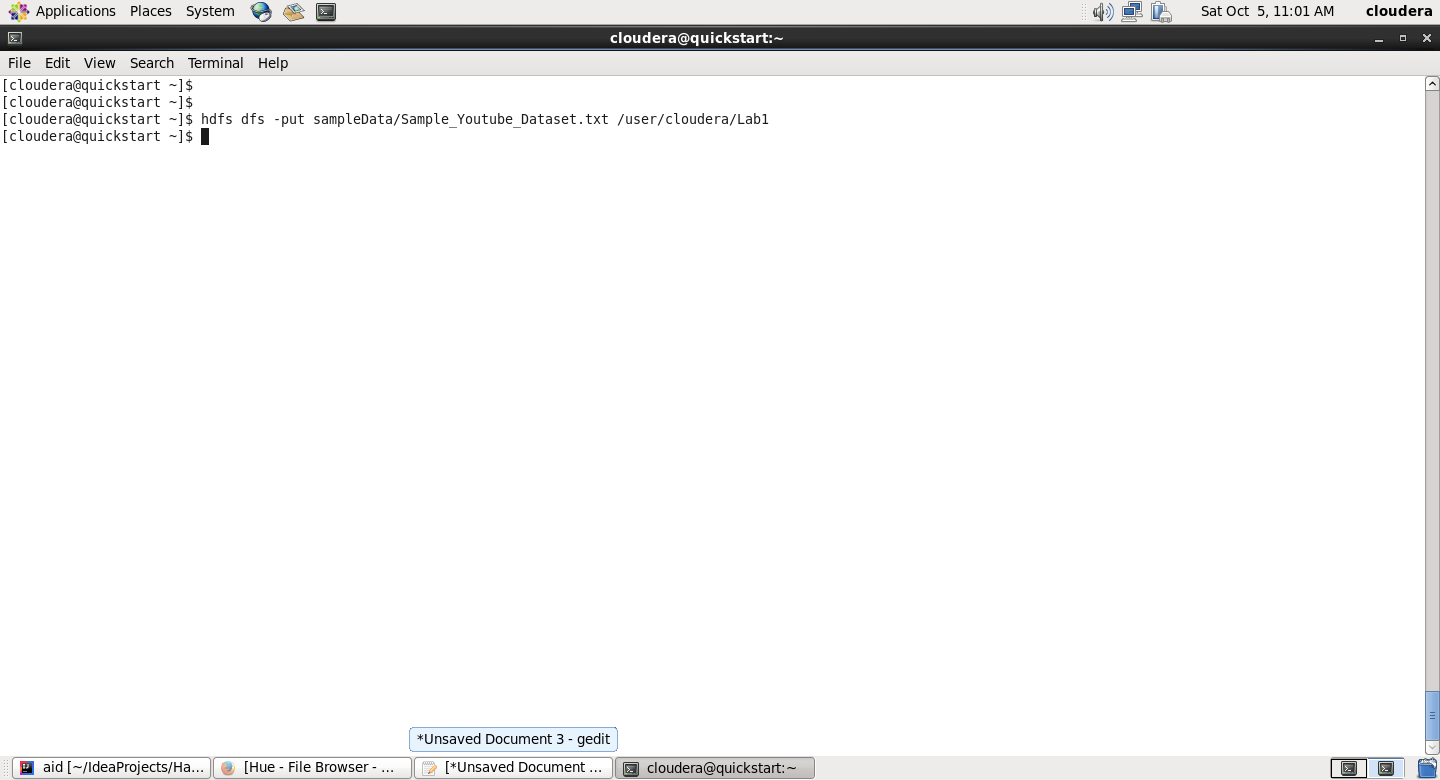 Applications Places System Sat Oct 5, 11:01 AM cloudera
cloudera@quickstart:~
File Edit View Search Terminal Help
[cloudera@quickstart ~]$
[cloudera@quickstart ~]$
[cloudera@quickstart ~]$ hdfs dfs -put sampleData/Sample_Youtube_Dataset.txt /user/cloudera/Lab1
[cloudera@quickstart ~]$
*Unsaved Document 3 - gedit
aid [~/IdeaProjects/Ha... [Hue - File Browser - ... [*Unsaved Document ... cloudera@quickstart:~